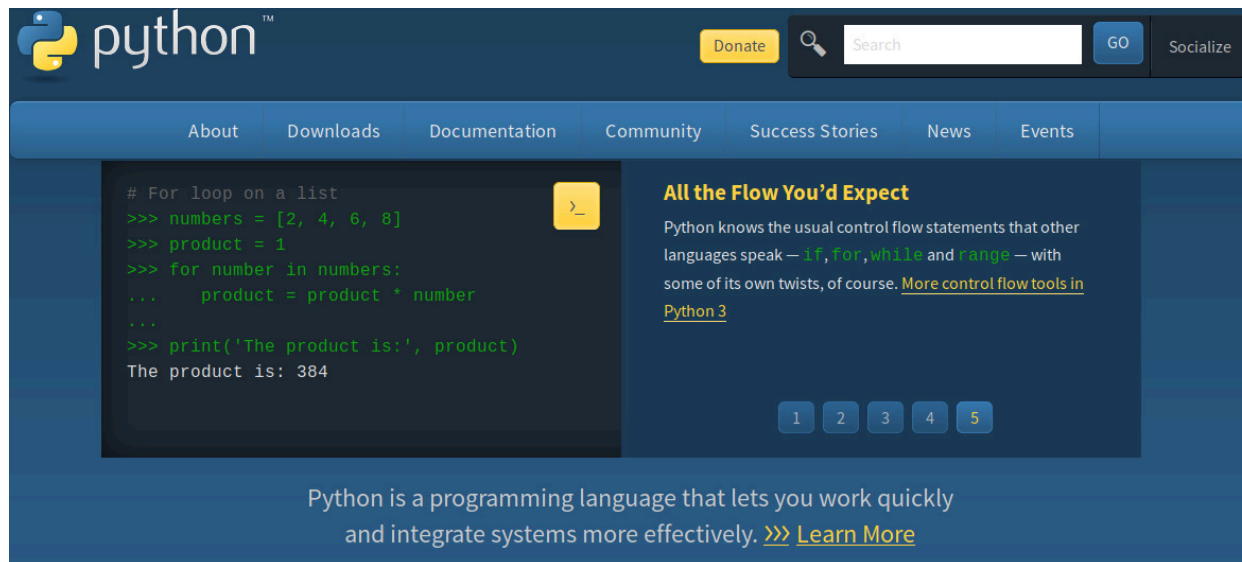 python™
Donate
Search
GO
Socialize
About
Downloads
Documentation
Community
Success Stories
News
Events
# For loop on a list
>>> numbers = [2, 4, 6, 8]
>>> product = 1
>>> for number in numbers:
...    product = product * number
...
>>> print('The product is:', product)
The product is: 384
>_
All the Flow You’d Expect
Python knows the usual control flow statements that other
languages speak — if, for, while and range — with
some of its own twists, of course. More control flow tools in
Python 3
1
2
3
4
5
Python is a programming language that lets you work quickly
and integrate systems more effectively. >>> Learn More